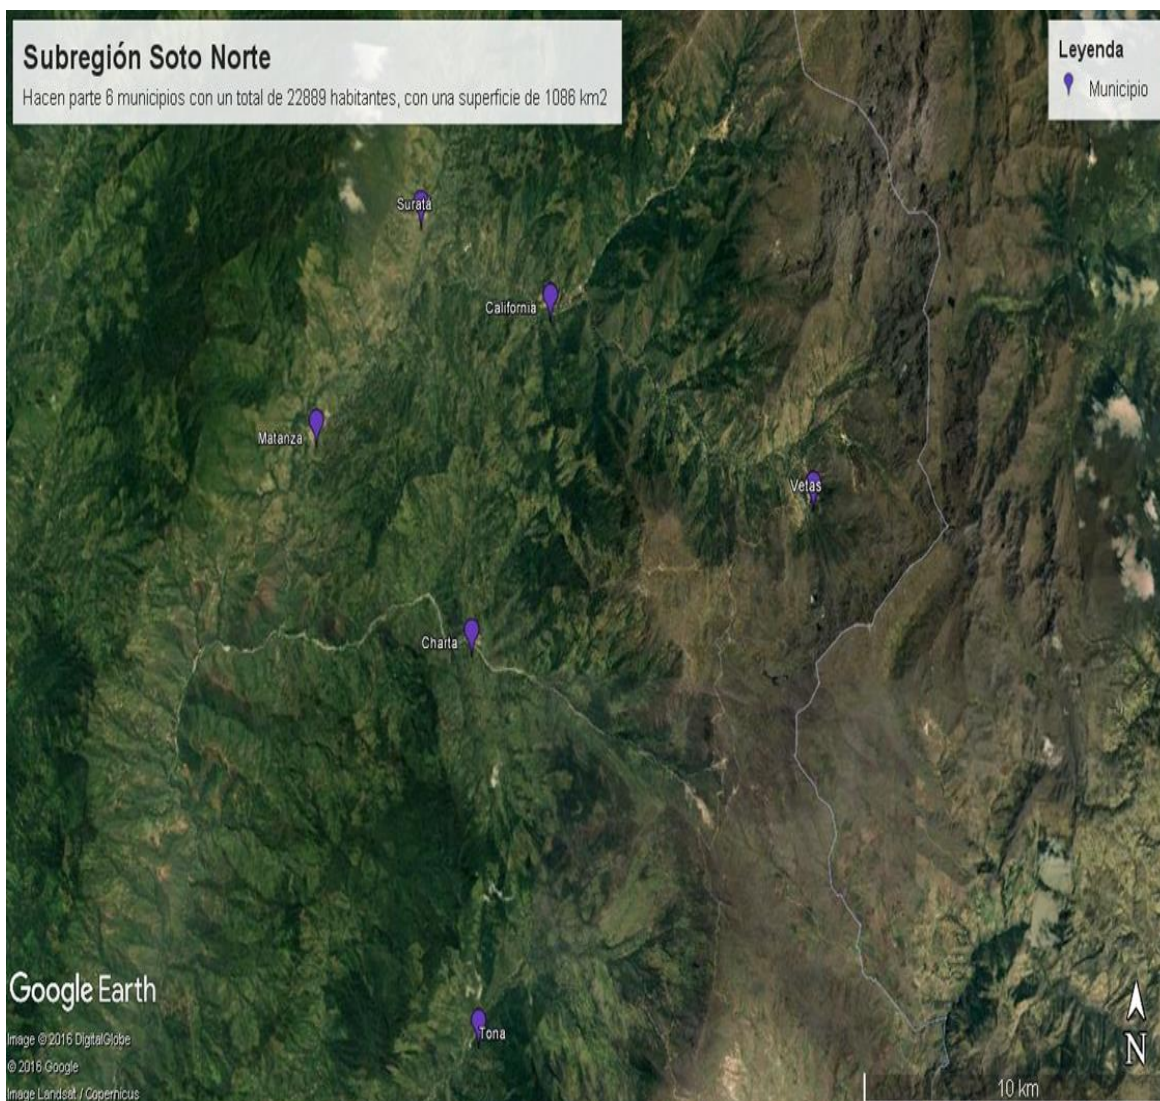 Subregión Soto Norte
Hacen parte 6 municipios con un total de 22889 habitantes, con una superficie de 1086 km2
Leyenda
Municipio
Suratá
California
Matanza
Vetas
Charta
Tona
Google Earth
Image © 2016 DigitalGlobe
© 2016 Google
Image Landsat / Copernicus
N
10 km